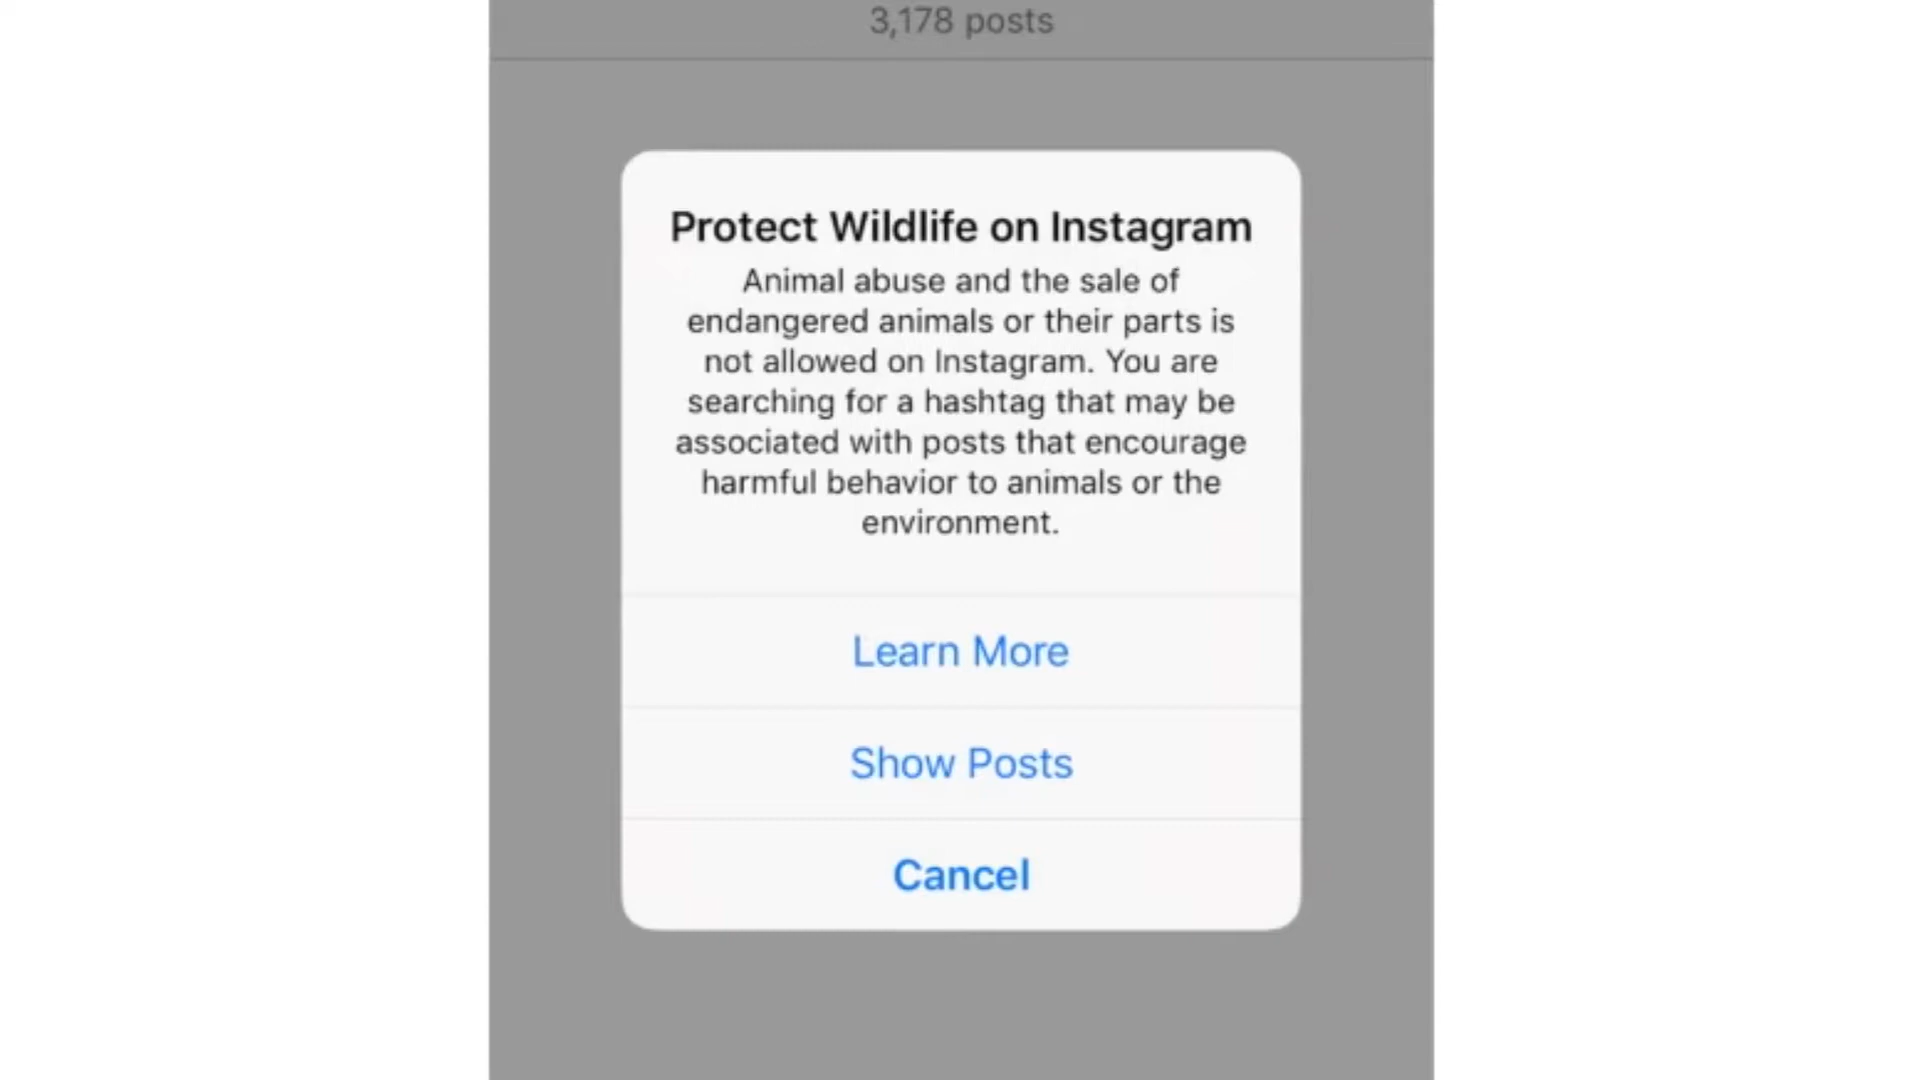 3,178 posts
Protect Wildlife on Instagram
Animal abuse and the sale of
endangered animals or their parts is
not allowed on Instagram. You are
searching for a hashtag that may be
associated with posts that encourage
harmful behavior to animals or the
environment.
Learn More
Show Posts
Cancel